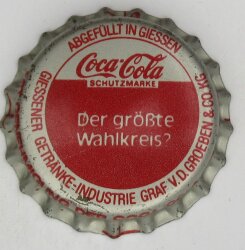 ABGEFÜLLT IN GIESSEN
Coca-Cola
SCHUTZMARKE
Der größte
Wahlkreis?
GIESSENER GETRÄNKE-INDUSTRIE GRAF V.D. GROEBEN & CO. KG